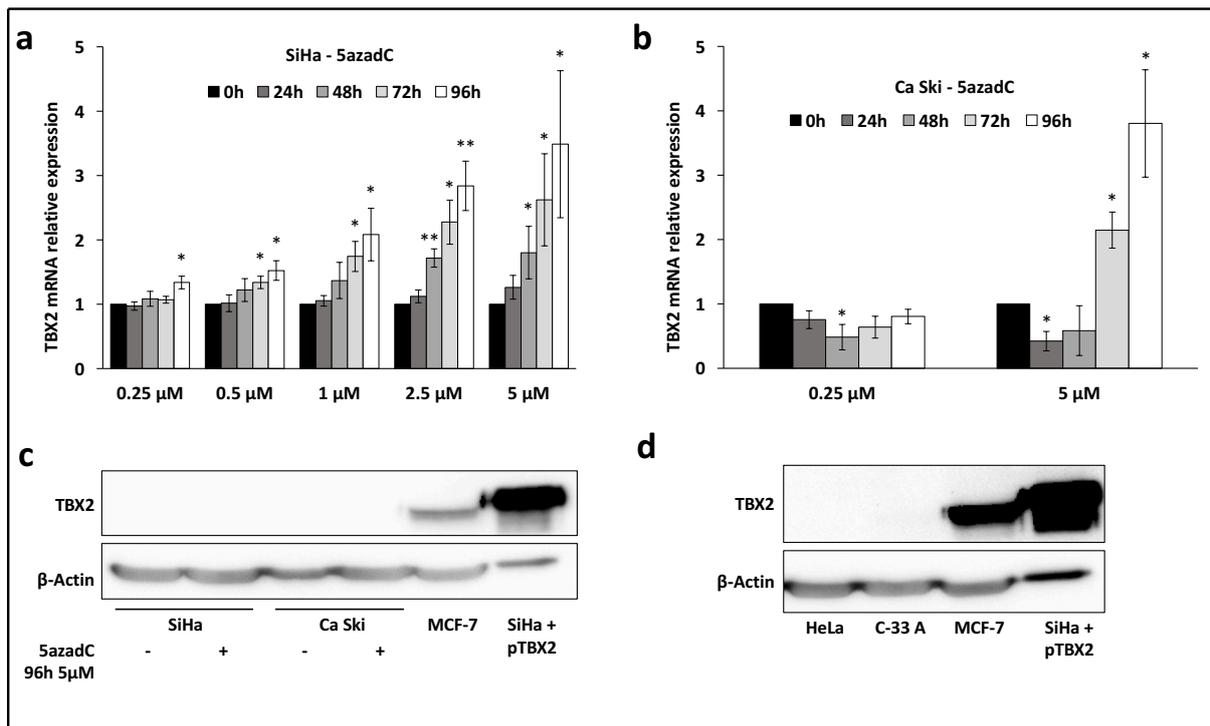 a
SiHa - 5azadC
0h 24h 48h 72h 96h
TBX2 mRNA relative expression
5
4
3
2
1
0
* * * * * ** * ** * * *
0.25 µM 0.5 µM 1 µM 2.5 µM 5 µM
b
Ca Ski - 5azadC
0h 24h 48h 72h 96h
TBX2 mRNA relative expression
5
4
3
2
1
0
* * * *
0.25 µM 5 µM
c
TBX2
β-Actin
SiHa Ca Ski MCF-7 SiHa +
pTBX2
5azadC - + - +
96h 5µM
d
TBX2
β-Actin
HeLa C-33 A MCF-7 SiHa +
pTBX2